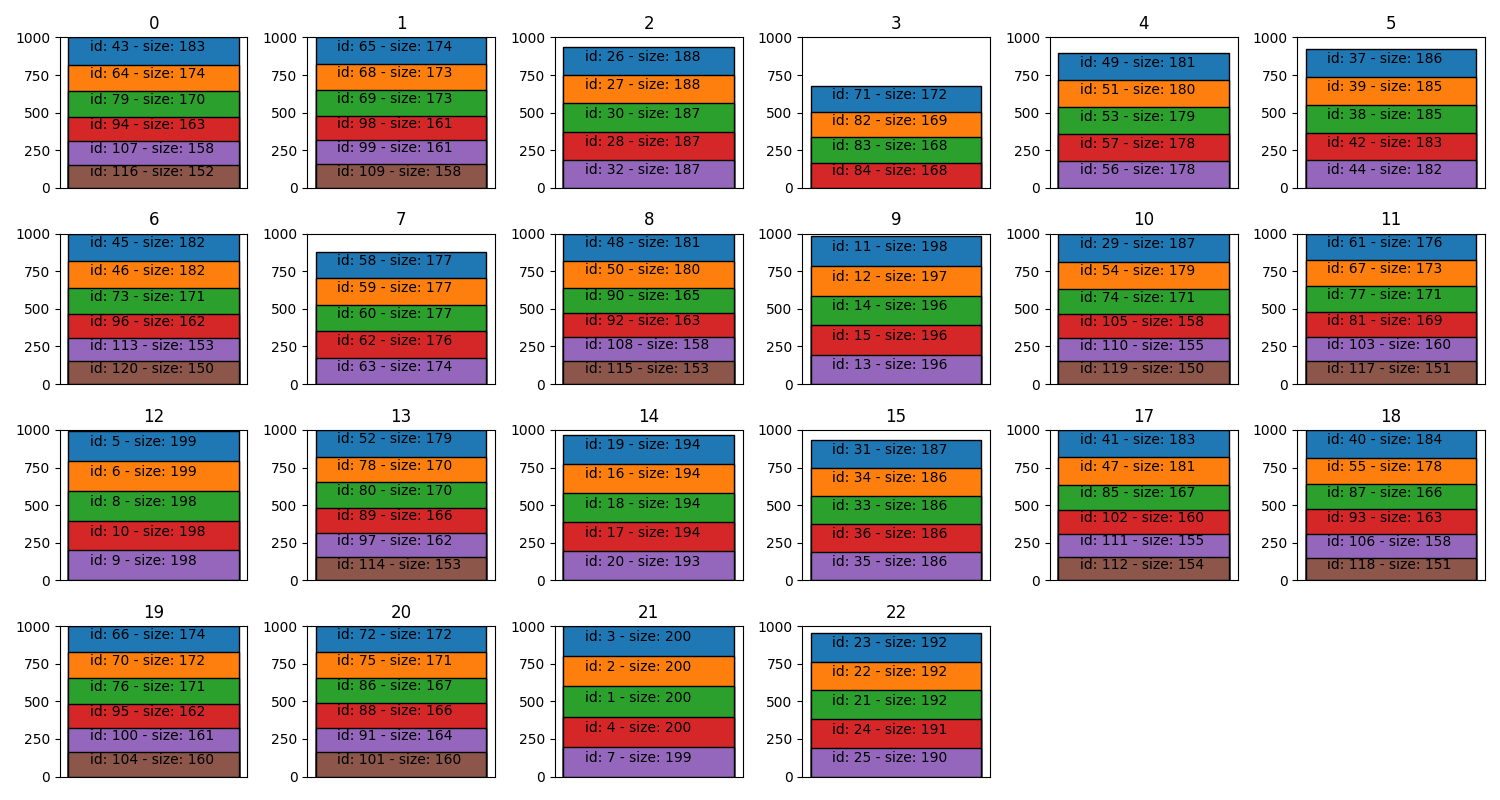 0
1000
750
500
250
0
id: 43 - size: 183
id: 64 - size: 174
id: 79 - size: 170
id: 94 - size: 163
id: 107 - size: 158
id: 116 - size: 152
1
1000
750
500
250
0
id: 65 - size: 174
id: 68 - size: 173
id: 69 - size: 173
id: 98 - size: 161
id: 99 - size: 161
id: 109 - size: 158
2
1000
750
500
250
0
id: 26 - size: 188
id: 27 - size: 188
id: 30 - size: 187
id: 28 - size: 187
id: 32 - size: 187
3
1000
750
500
250
0
id: 71 - size: 172
id: 82 - size: 169
id: 83 - size: 168
id: 84 - size: 168
4
1000
750
500
250
0
id: 49 - size: 181
id: 51 - size: 180
id: 53 - size: 179
id: 57 - size: 178
id: 56 - size: 178
5
1000
750
500
250
0
id: 37 - size: 186
id: 39 - size: 185
id: 38 - size: 185
id: 42 - size: 183
id: 44 - size: 182
6
1000
750
500
250
0
id: 45 - size: 182
id: 46 - size: 182
id: 73 - size: 171
id: 96 - size: 162
id: 113 - size: 153
id: 120 - size: 150
7
1000
750
500
250
0
id: 58 - size: 177
id: 59 - size: 177
id: 60 - size: 177
id: 62 - size: 176
id: 63 - size: 174
8
1000
750
500
250
0
id: 48 - size: 181
id: 50 - size: 180
id: 90 - size: 165
id: 92 - size: 163
id: 108 - size: 158
id: 115 - size: 153
9
1000
750
500
250
0
id: 11 - size: 198
id: 12 - size: 197
id: 14 - size: 196
id: 15 - size: 196
id: 13 - size: 196
10
1000
750
500
250
0
id: 29 - size: 187
id: 54 - size: 179
id: 74 - size: 171
id: 105 - size: 158
id: 110 - size: 155
id: 119 - size: 150
11
1000
750
500
250
0
id: 61 - size: 176
id: 67 - size: 173
id: 77 - size: 171
id: 81 - size: 169
id: 103 - size: 160
id: 117 - size: 151
12
1000
750
500
250
0
id: 5 - size: 199
id: 6 - size: 199
id: 8 - size: 198
id: 10 - size: 198
id: 9 - size: 198
13
1000
750
500
250
0
id: 52 - size: 179
id: 78 - size: 170
id: 80 - size: 170
id: 89 - size: 166
id: 97 - size: 162
id: 114 - size: 153
14
1000
750
500
250
0
id: 19 - size: 194
id: 16 - size: 194
id: 18 - size: 194
id: 17 - size: 194
id: 20 - size: 193
15
1000
750
500
250
0
id: 31 - size: 187
id: 34 - size: 186
id: 33 - size: 186
id: 36 - size: 186
id: 35 - size: 186
17
1000
750
500
250
0
id: 41 - size: 183
id: 47 - size: 181
id: 85 - size: 167
id: 102 - size: 160
id: 111 - size: 155
id: 112 - size: 154
18
1000
750
500
250
0
id: 40 - size: 184
id: 55 - size: 178
id: 87 - size: 166
id: 93 - size: 163
id: 106 - size: 158
id: 118 - size: 151
19
1000
750
500
250
0
id: 66 - size: 174
id: 70 - size: 172
id: 76 - size: 171
id: 95 - size: 162
id: 100 - size: 161
id: 104 - size: 160
20
1000
750
500
250
0
id: 72 - size: 172
id: 75 - size: 171
id: 86 - size: 167
id: 88 - size: 166
id: 91 - size: 164
id: 101 - size: 160
21
1000
750
500
250
0
id: 3 - size: 200
id: 2 - size: 200
id: 1 - size: 200
id: 4 - size: 200
id: 7 - size: 199
22
1000
750
500
250
0
id: 23 - size: 192
id: 22 - size: 192
id: 21 - size: 192
id: 24 - size: 191
id: 25 - size: 190